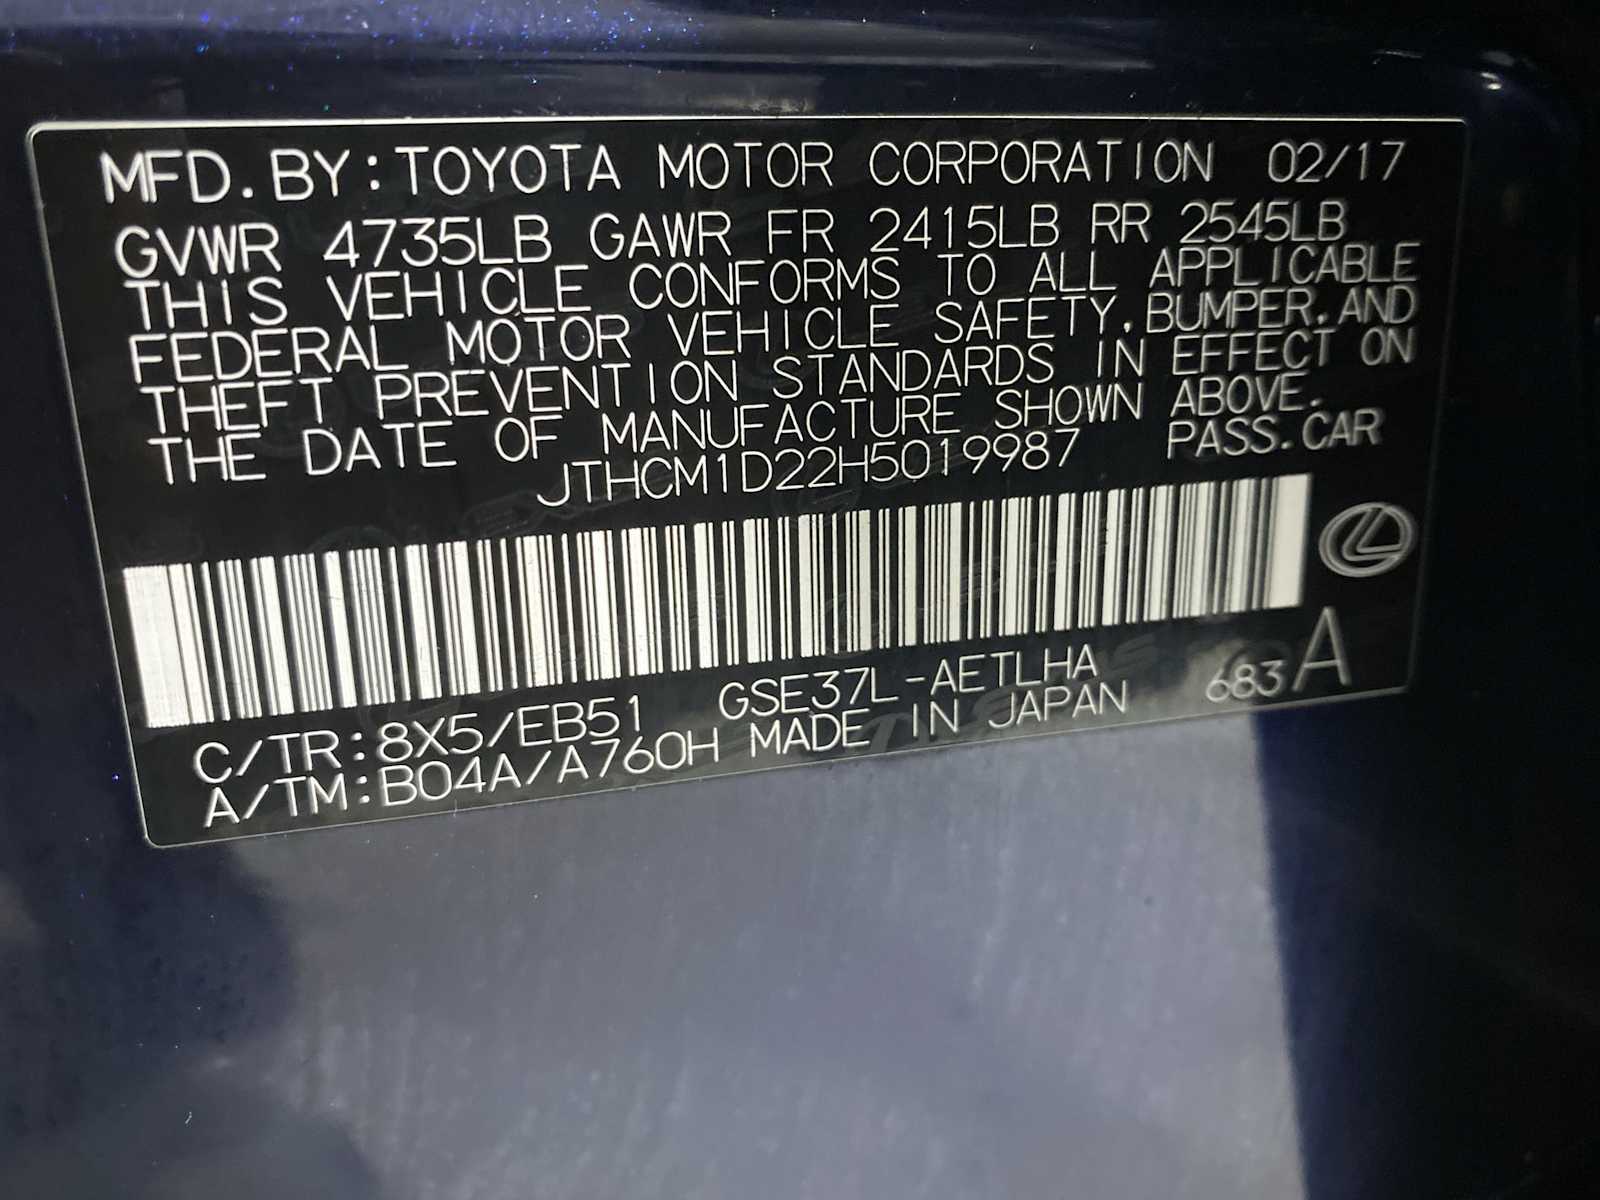 MFD. BY: TOYOTA MOTOR CORPORATION 02/17
GVWR 4735LB GAWR FR 2415LB RR 2545LB
THIS VEHICLE CONFORMS TO ALL APPLICABLE
FEDERAL MOTOR VEHICLE SAFETY, BUMPER, AND
THEFT PREVENTION STANDARDS IN EFFECT ON
THE DATE OF MANUFACTURE SHOWN ABOVE.
JTHCM1D22H5019987 PASS. CAR
C/TR: 8X5/EB51 GSE37L-AETLHA 683 A
A/TM: B04A/A760H MADE IN JAPAN